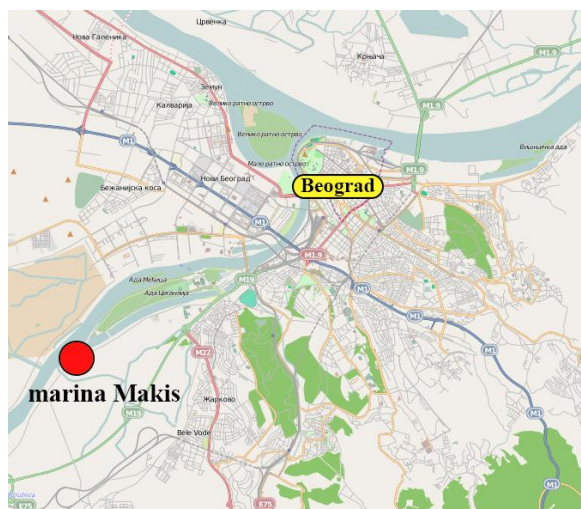 Црвенка
Нова Галеника
M1.9
Крњача
Земун
Калварија
Велико ратно острво
M1
Велико ратно острво
Вишњичка ада
Мало ратно острво
M1.9
Нови Београд
Beograd
Бежанијска коса
M1
M1.9
Ада Међица
M19
M1
Ада Циганлија
M22
marina Makis
M19
Жарково
M1
Bele Vode
E75
E75
M1